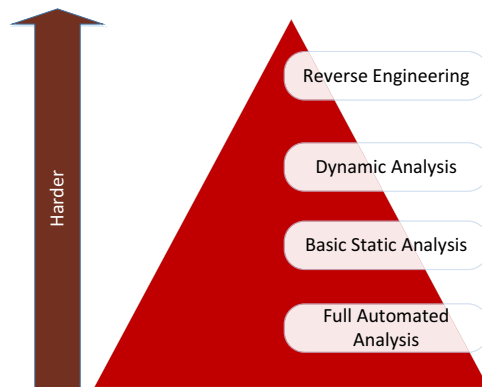 Harder
Reverse Engineering
Dynamic Analysis
Basic Static Analysis
Full Automated
Analysis